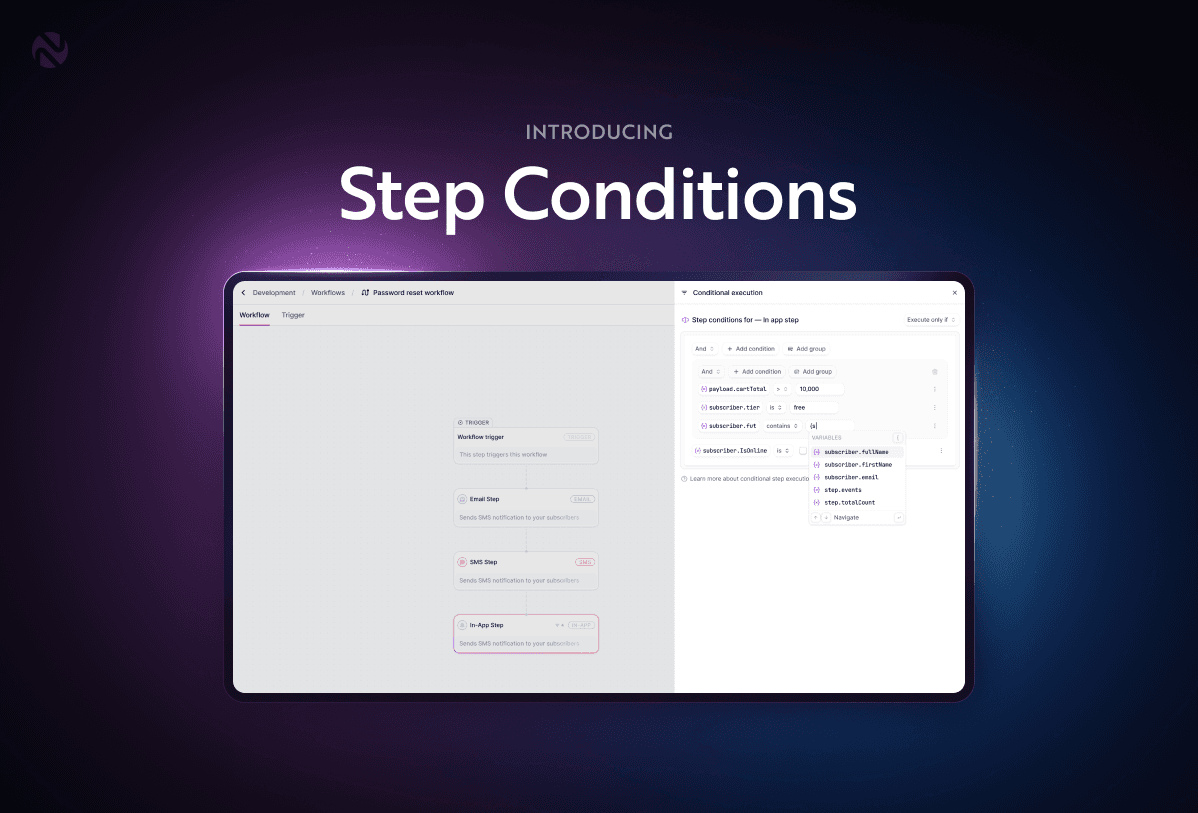 INTRODUCING
Step Conditions
Development / Workflows / Password reset workflow
Workflow Trigger
TRIGGER
Workflow trigger TRIGGER
This step triggers this workflow
Email Step EMAIL
Sends SMS notification to your subscribers
SMS Step SMS
Sends SMS notification to your subscribers
In-App Step IN-APP
Sends SMS notification to your subscribers
Conditional execution
Step conditions for — In app step Execute only if
And + Add condition Add group
And + Add condition Add group
payload.cartTotal > 10,000
subscriber.tier is free
subscriber.fut contains {s
subscriber.IsOnline is
VARIABLES
subscriber.fullName
subscriber.firstName
subscriber.email
step.events
step.totalCount
Navigate
Learn more about conditional step executio